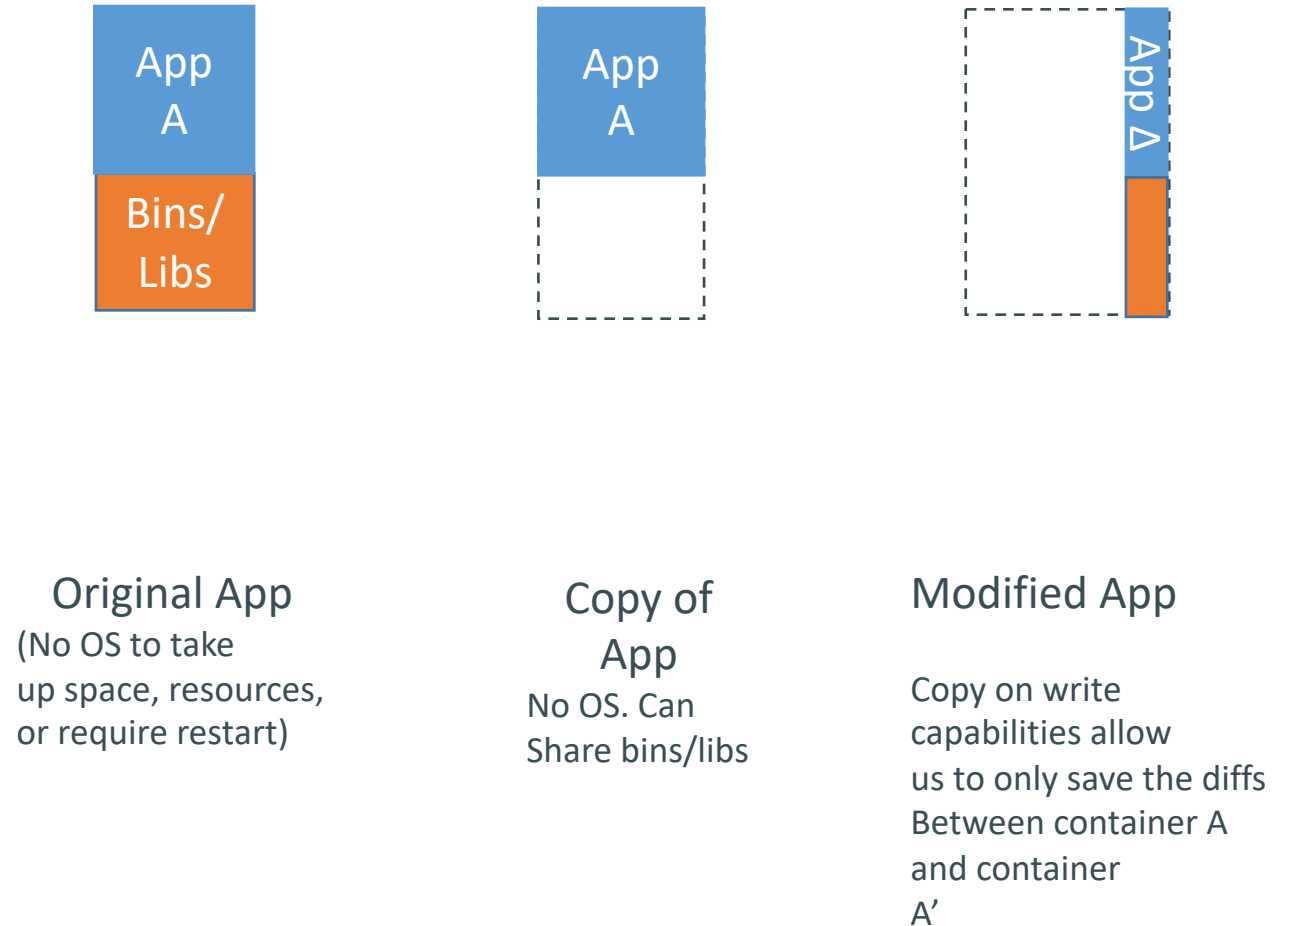 App
A
Bins/
Libs
App
A
App Δ
Original App
(No OS to take
up space, resources,
or require restart)
Copy of
App
No OS. Can
Share bins/libs
Modified App
Copy on write
capabilities allow
us to only save the diffs
Between container A
and container
A’